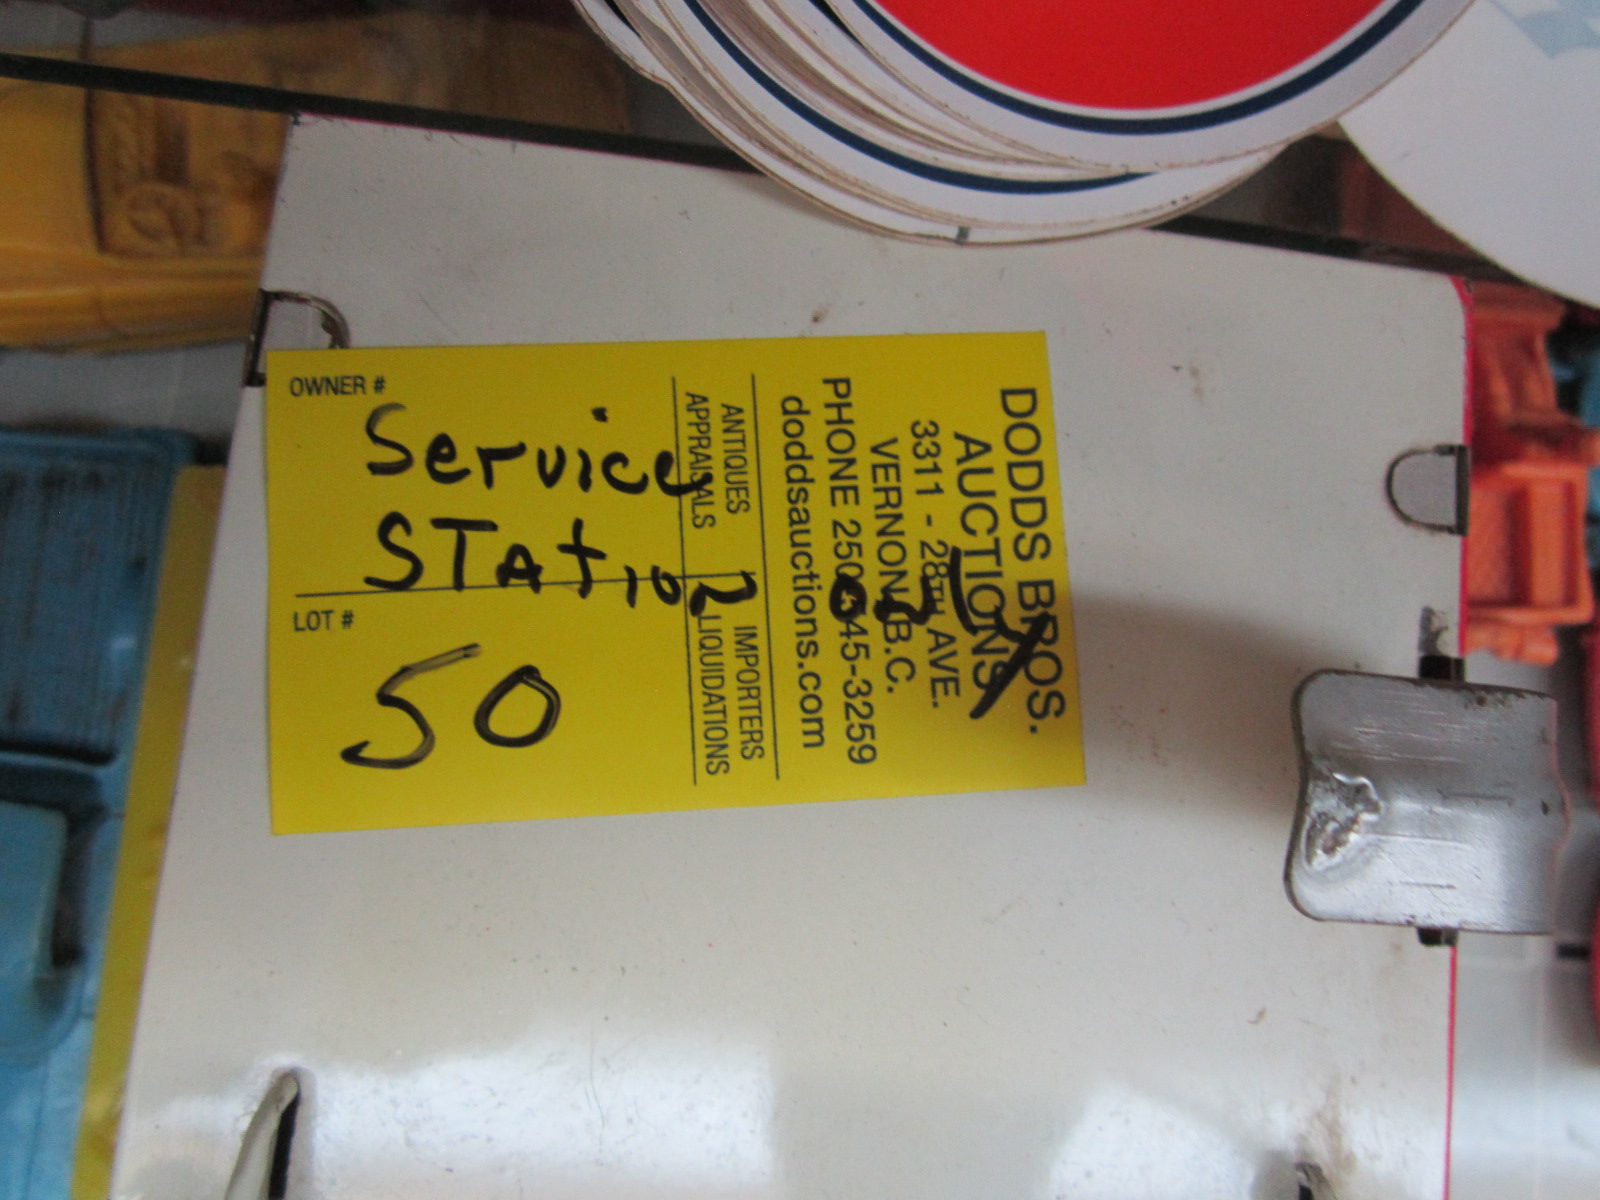 DODDS BROS.
AUCTIONS
3311 - 28TH AVE.
VERNON, B.C.
PHONE 250-545-3259
doddsauctions.com
ANTIQUES IMPORTERS
APPRAISALS LIQUIDATIONS
OWNER #
Service
Station
LOT #
50